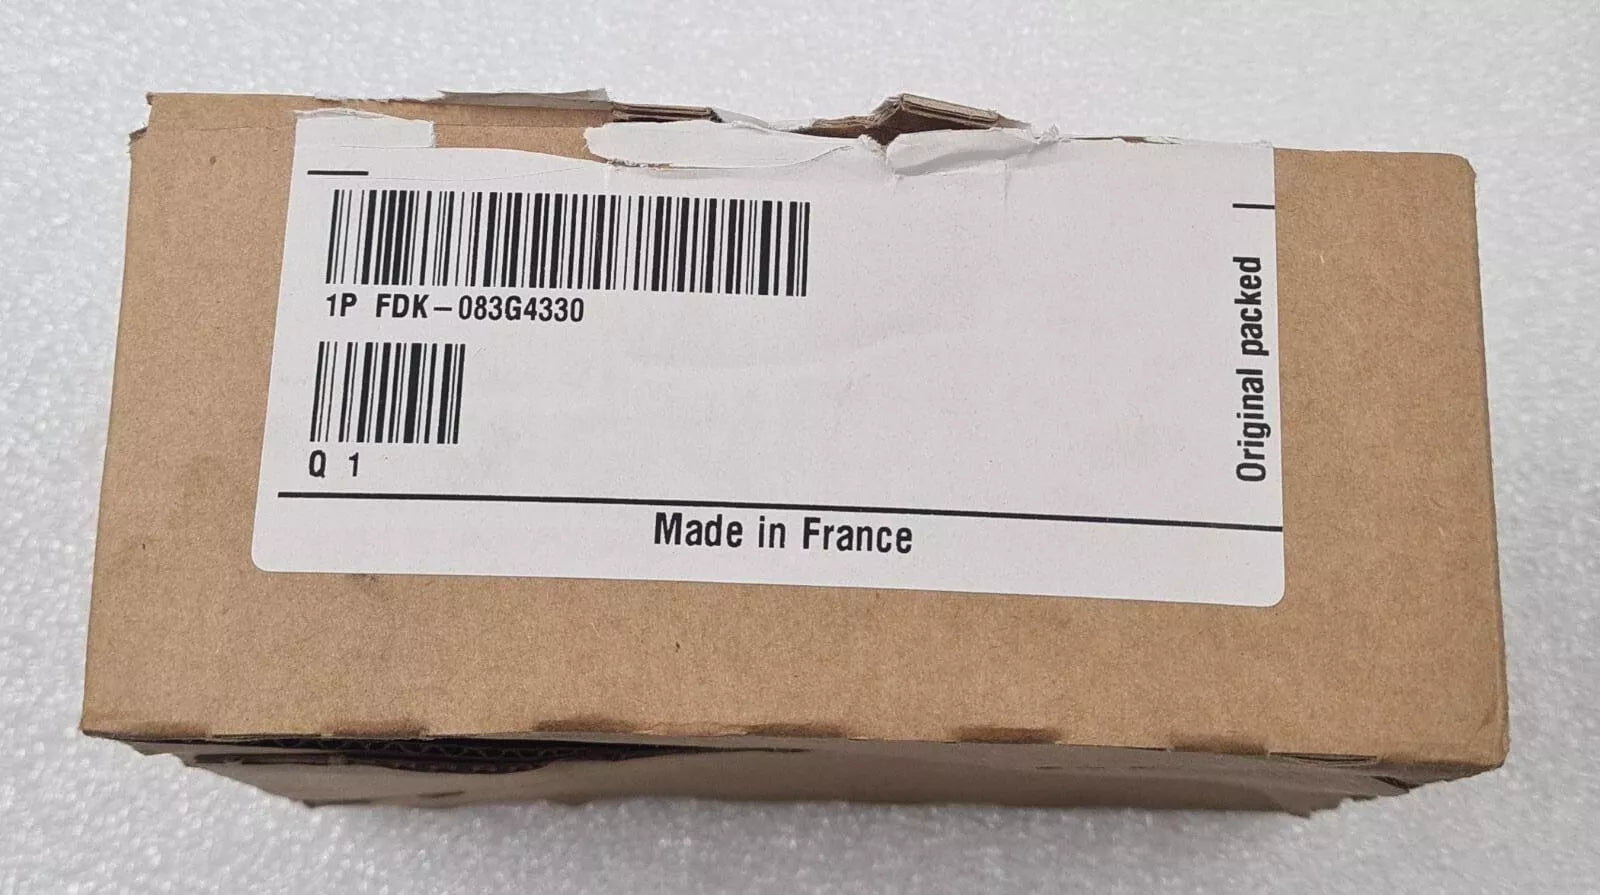 1P FDK-083G4330
Q 1
Made in France
Original packed